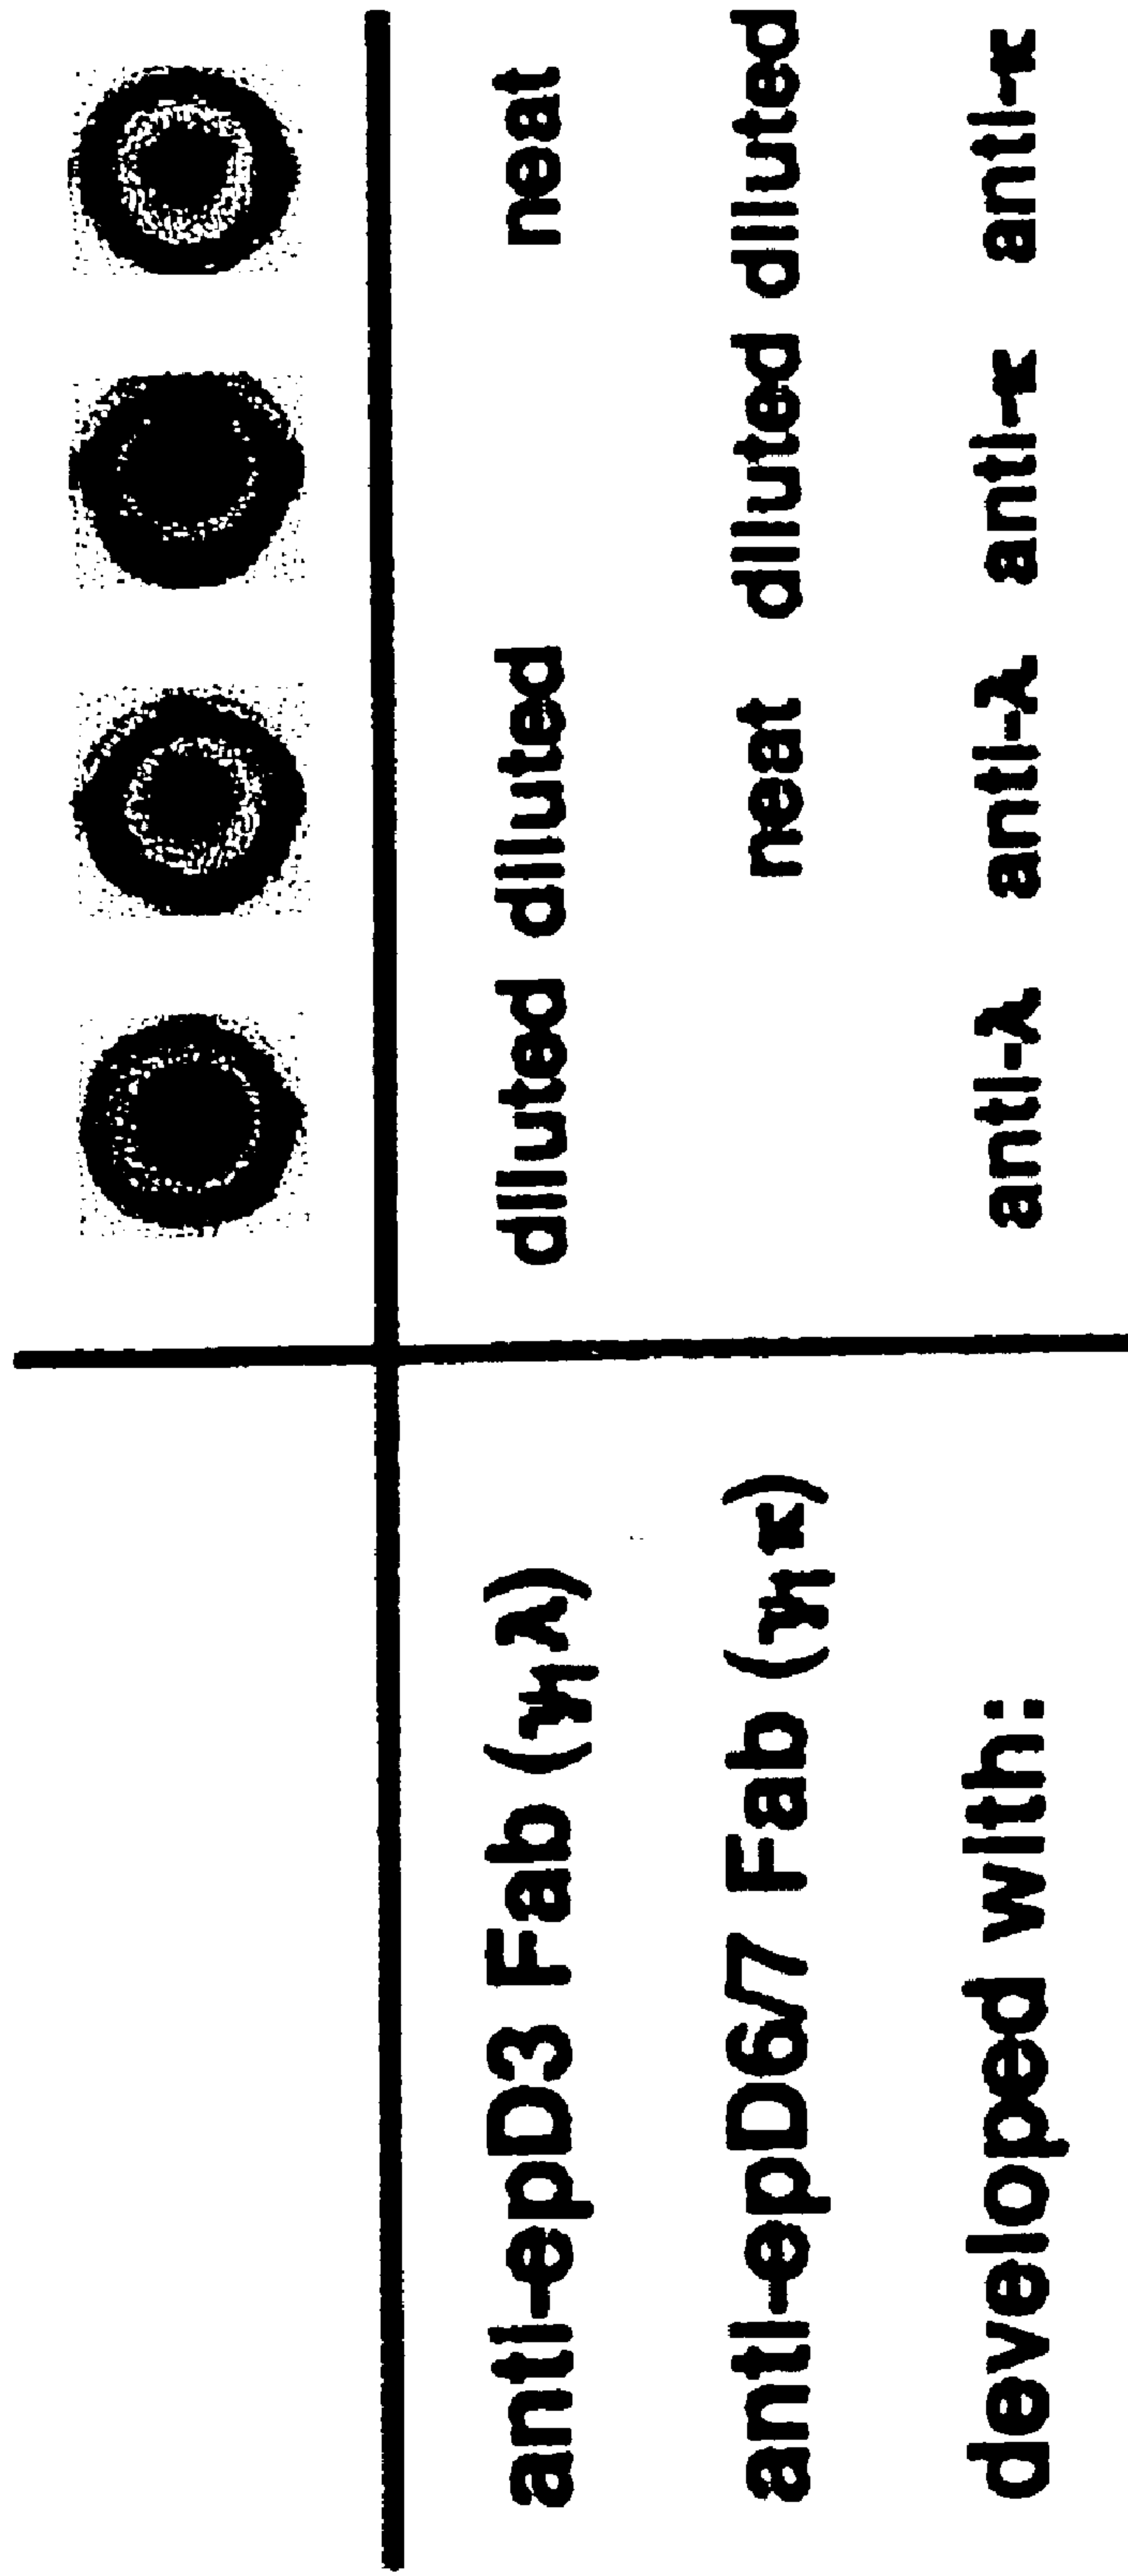 anti-epD3 Fab (γ1λ) diluted diluted neat
anti-epD6/7 Fab (γ1κ) neat diluted diluted
developed with: anti-λ anti-λ anti-κ anti-κ